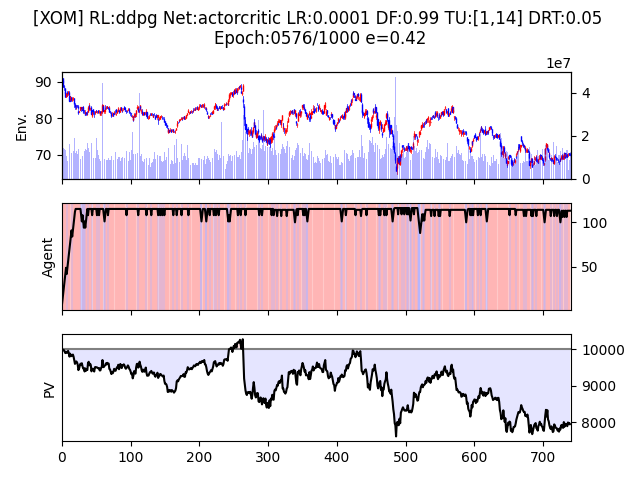 [XOM] RL:ddpg Net:actorcritic LR:0.0001 DF:0.99 TU:[1,14] DRT:0.05
Epoch:0576/1000 e=0.42
1e7
Env.
90
80
70
4
2
0
Agent
100
50
PV
10000
9000
8000
0 100 200 300 400 500 600 700